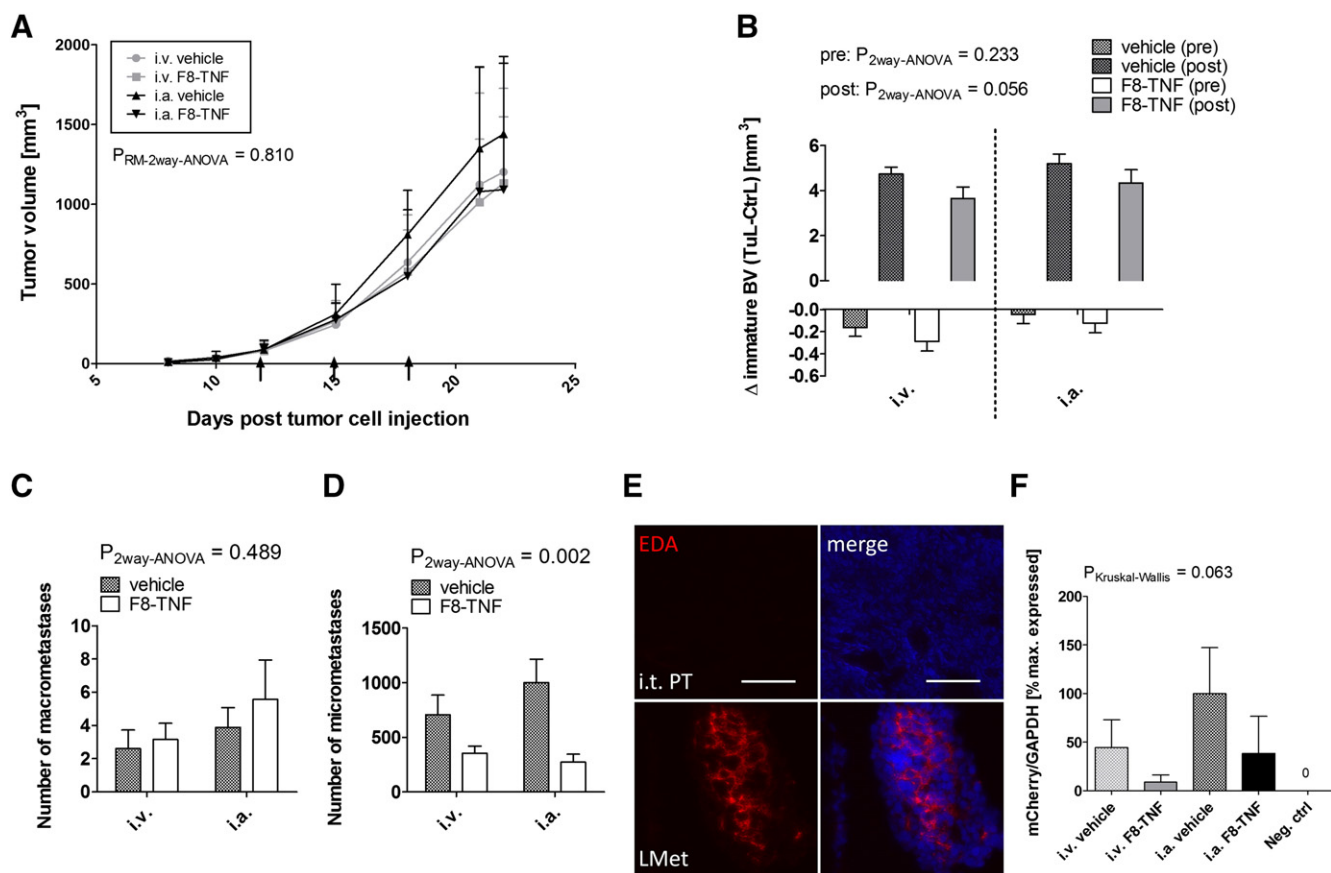 A
2000
1500
1000
500
0
Tumor volume [mm³]
i.v. vehicle
i.v. F8-TNF
i.a. vehicle
i.a. F8-TNF
P RM-2way-ANOVA = 0.810
5 10 15 20 25
Days post tumor cell injection
B
pre: P 2way-ANOVA = 0.233
post: P 2way-ANOVA = 0.056
vehicle (pre)
vehicle (post)
F8-TNF (pre)
F8-TNF (post)
Δ immature BV (TuL-CtrL) [mm³]
6
4
2
0
-0.0
-0.2
-0.4
-0.6
i.v. i.a.
C
P 2way-ANOVA = 0.489
vehicle
F8-TNF
Number of macrometastases
10
8
6
4
2
0
i.v. i.a.
D
P 2way-ANOVA = 0.002
vehicle
F8-TNF
Number of micrometastases
1500
1000
500
0
i.v. i.a.
E
EDA
merge
i.t. PT
LMet
F
P Kruskal-Wallis = 0.063
mCherry/GAPDH [% max. expressed]
200
150
100
50
0
0
i.v. vehicle
i.v. F8-TNF
i.a. vehicle
i.a. F8-TNF
Neg. ctrl